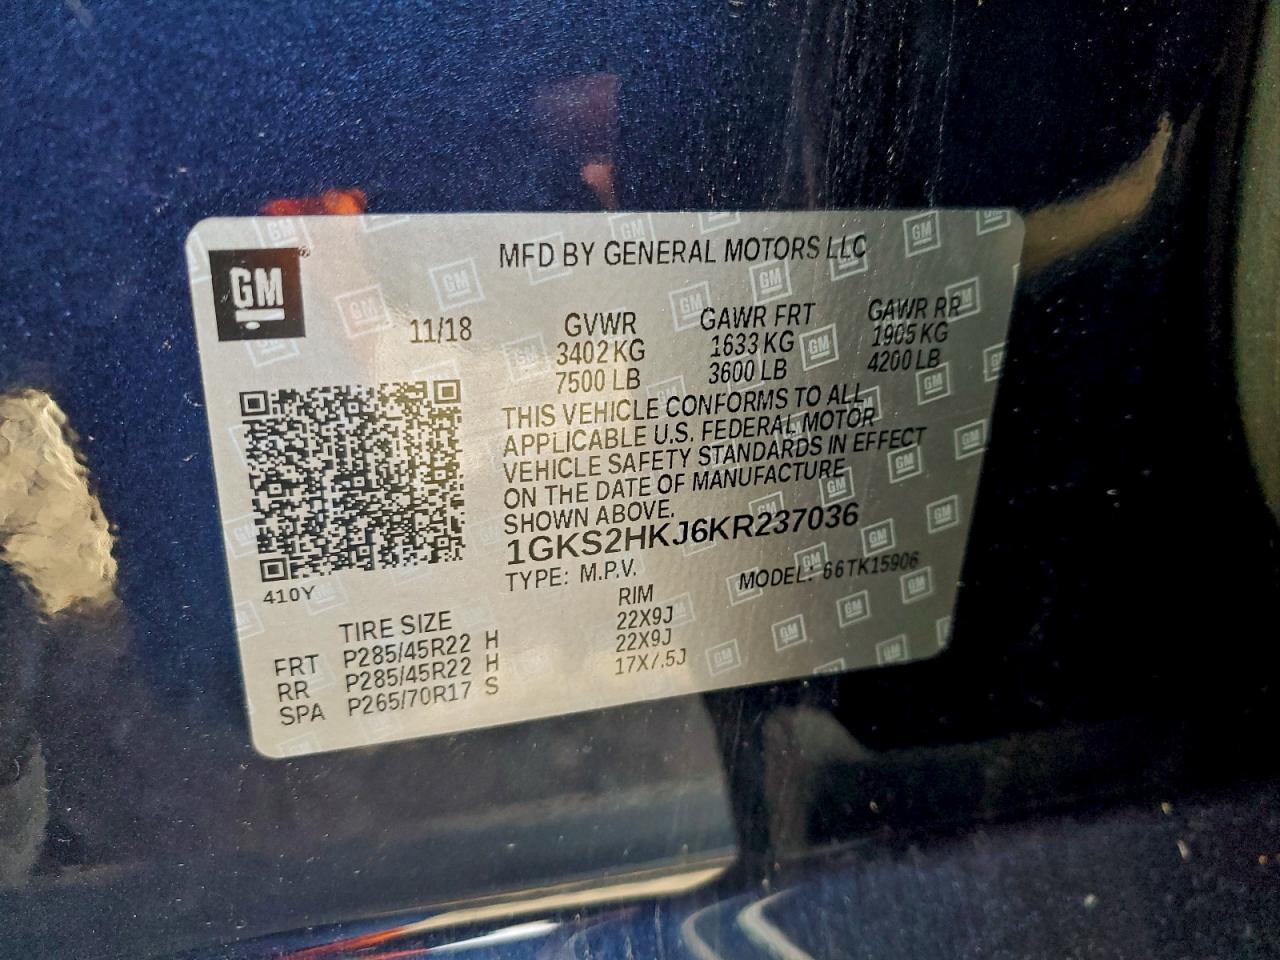 GM
MFD BY GENERAL MOTORS LLC
11/18 GVWR GAWR FRT GAWR RR
3402 KG 1633 KG 1905 KG
7500 LB 3600 LB 4200 LB
THIS VEHICLE CONFORMS TO ALL
APPLICABLE U.S. FEDERAL MOTOR
VEHICLE SAFETY STANDARDS IN EFFECT
ON THE DATE OF MANUFACTURE
SHOWN ABOVE.
1GKS2HKJ6KR237036
410Y TYPE: M.P.V. MODEL: 66TK15906
TIRE SIZE RIM
FRT P285/45R22 H 22X9J
RR P285/45R22 H 22X9J
SPA P265/70R17 S 17X7.5J